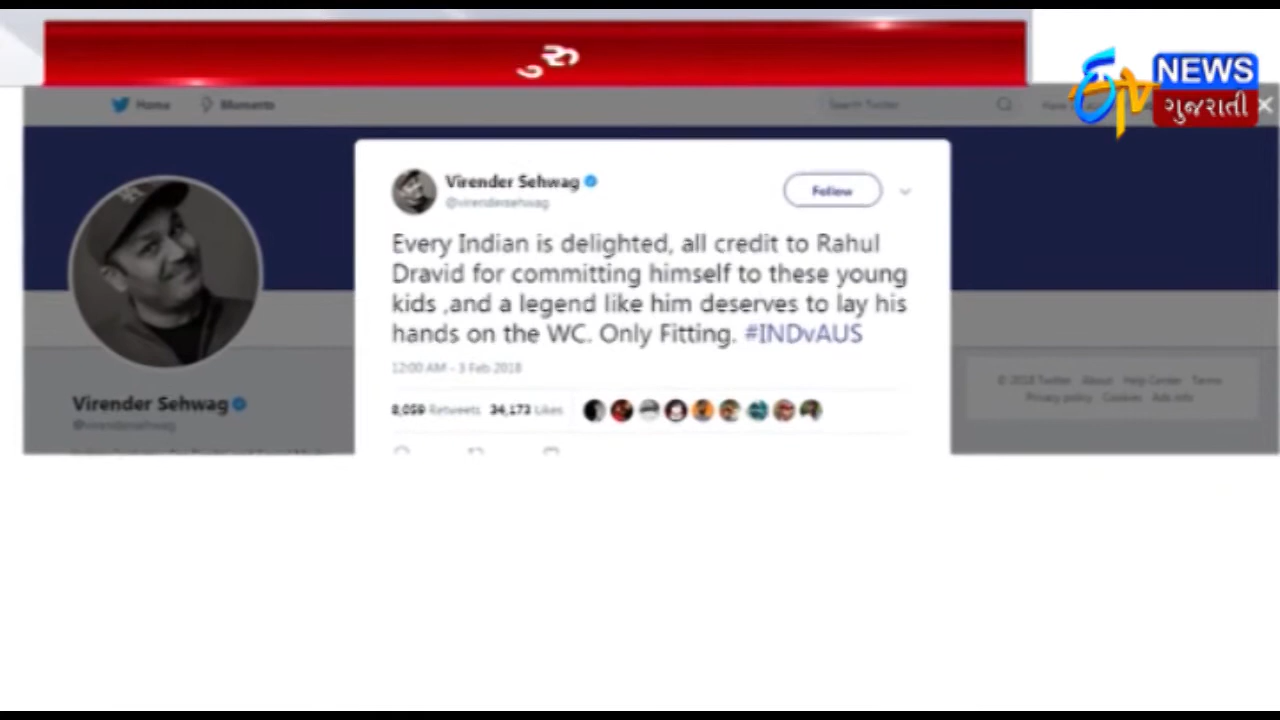 NEWS
ગુજરાતી
Home Moments Search Twitter
Virender Sehwag
@virendersehwag
Follow
Every Indian is delighted, all credit to Rahul
Dravid for committing himself to these young
kids ,and a legend like him deserves to lay his
hands on the WC. Only Fitting. #INDvAUS
12:00 AM - 3 Feb 2018
8,059 Retweets 34,173 Likes
Virender Sehwag
@virendersehwag
© 2018 Twitter About Help Center Terms
Privacy policy Cookies Ads info